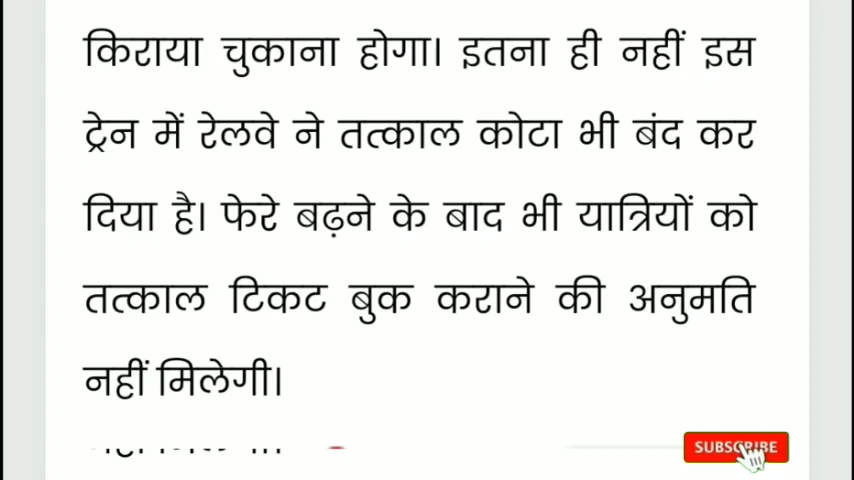 किराया चुकाना होगा। इतना ही नहीं इस
ट्रेन में रेलवे ने तत्काल कोटा भी बंद कर
दिया है। फेरे बढ़ने के बाद भी यात्रियों को
तत्काल टिकट बुक कराने की अनुमति
नहीं मिलेगी।
SUBSCRIBE